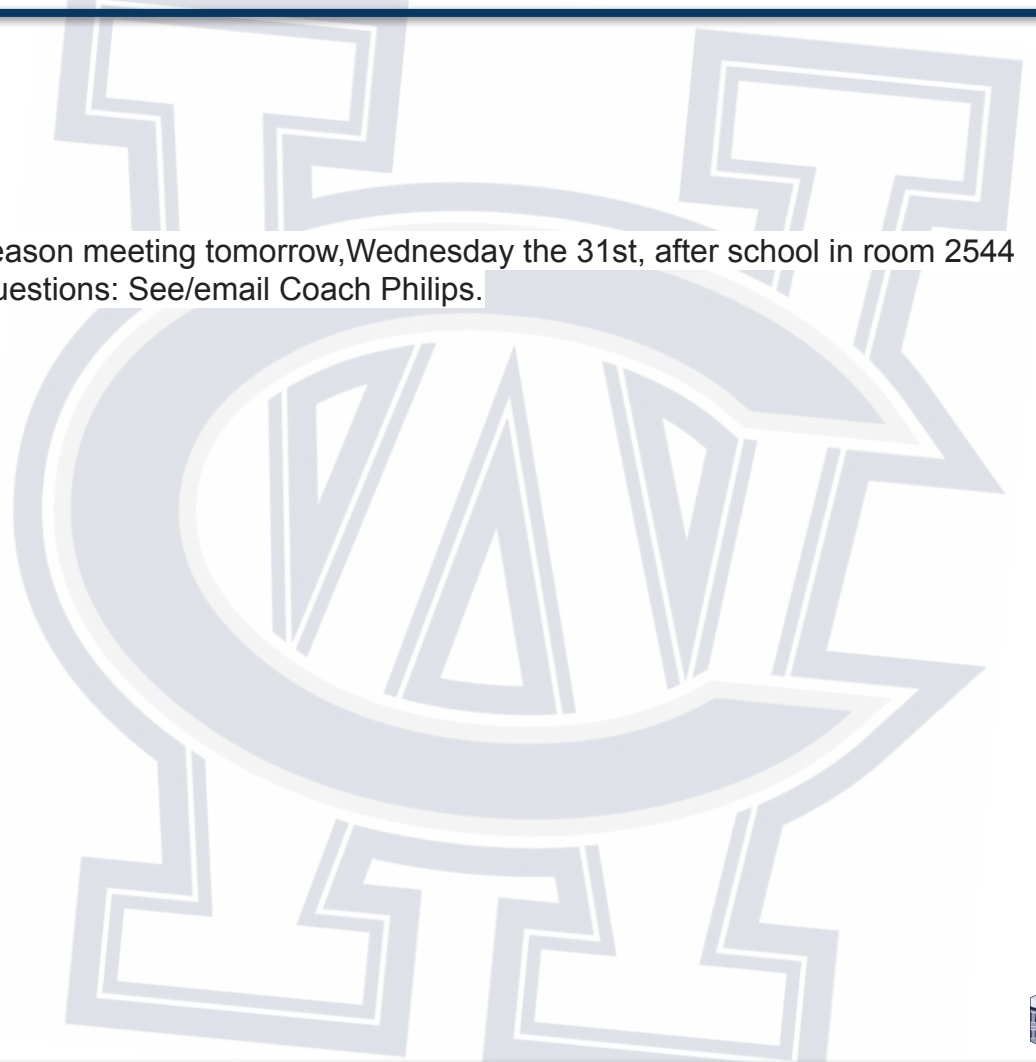 eason meeting tomorrow,Wednesday the 31st, after school in room 2544
uestions: See/email Coach Philips.